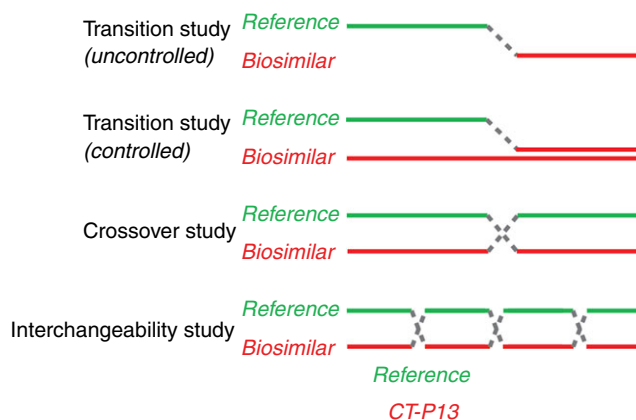 Transition study
(uncontrolled)
Reference
Biosimilar
Transition study
(controlled)
Reference
Biosimilar
Crossover study
Reference
Biosimilar
Interchangeability study
Reference
Biosimilar
Reference
CT-P13